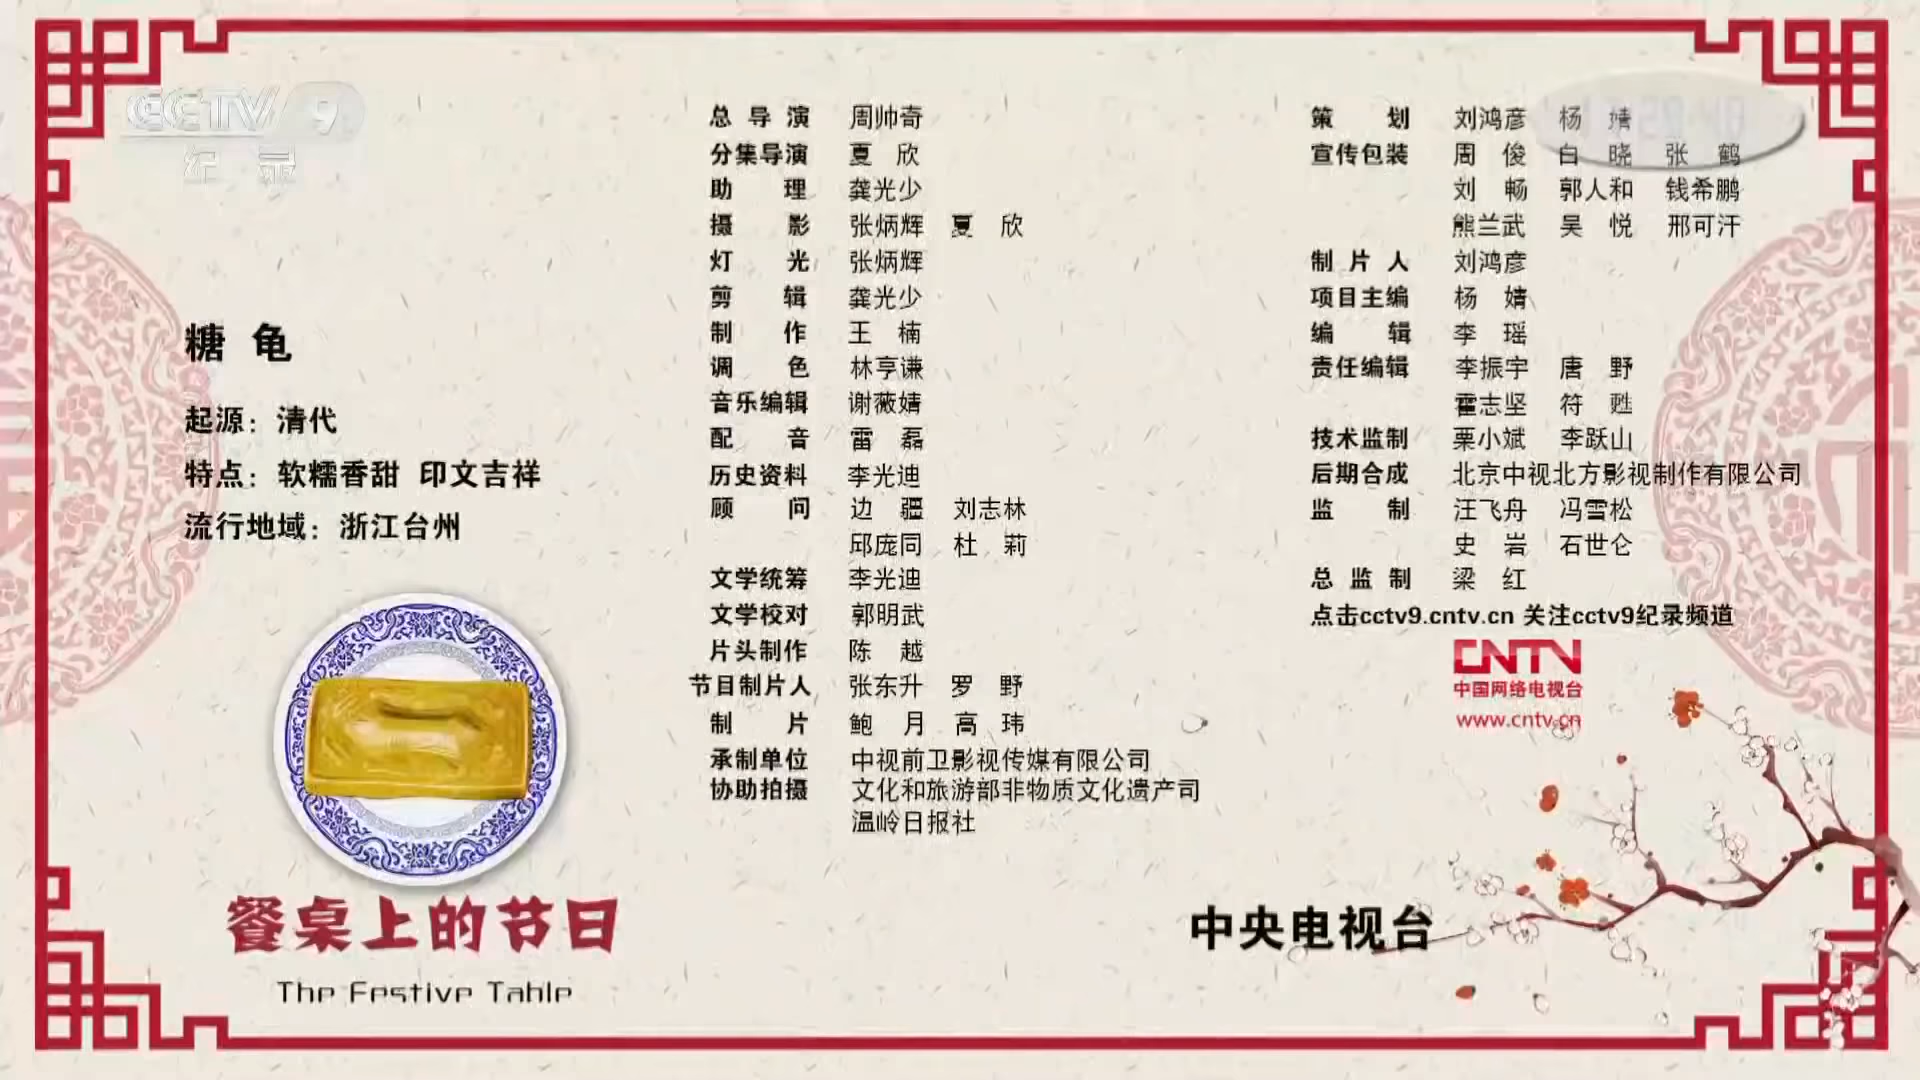 CCTV 9
纪 录
糖 龟
起源：清代
特点：软糯香甜 印文吉祥
流行地域：浙江台州
餐桌上的节日
The Festive Table
总导演 周帅奇
分集导演 夏 欣
助 理 龚光少
摄 影 张炳辉 夏 欣
灯 光 张炳辉
剪 辑 龚光少
制 作 王 楠
调 色 林亨谦
音乐编辑 谢薇婧
配 音 雷 磊
历史资料 李光迪
顾 问 边 疆 刘志林
邱庞同 杜 莉
文学统筹 李光迪
文学校对 郭明武
片头制作 陈 越
节目制片人 张东升 罗 野
制 片 鲍 月 高 玮
承制单位 中视前卫影视传媒有限公司
协助拍摄 文化和旅游部非物质文化遗产司
温岭日报社
策 划 刘鸿彦 杨 婧
宣传包装 周 俊 白 晓 张 鹤
刘 畅 郭人和 钱希鹏
熊兰武 吴 悦 邢可汗
制片人 刘鸿彦
项目主编 杨 婧
编 辑 李 瑶
责任编辑 李振宇 唐 野
霍志坚 符 甦
技术监制 栗小斌 李跃山
后期合成 北京中视北方影视制作有限公司
监 制 汪飞舟 冯雪松
史 岩 石世仑
总监制 梁 红
点击cctv9.cntv.cn 关注cctv9纪录频道
CNTV
中国网络电视台
www.cntv.cn
中央电视台